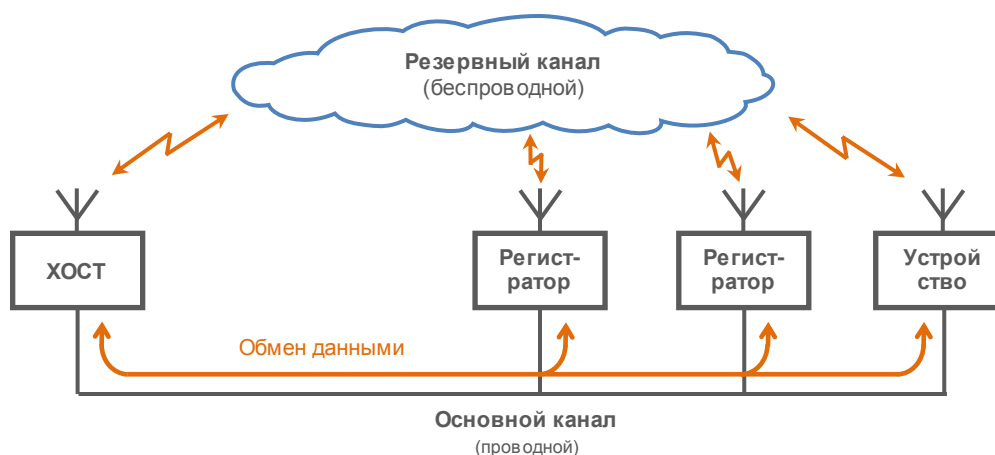 Резервный канал
(беспроводной)
ХОСТ
Регист-
ратор
Регист-
ратор
Устрой
ство
Обмен данными
Основной канал
(проводной)